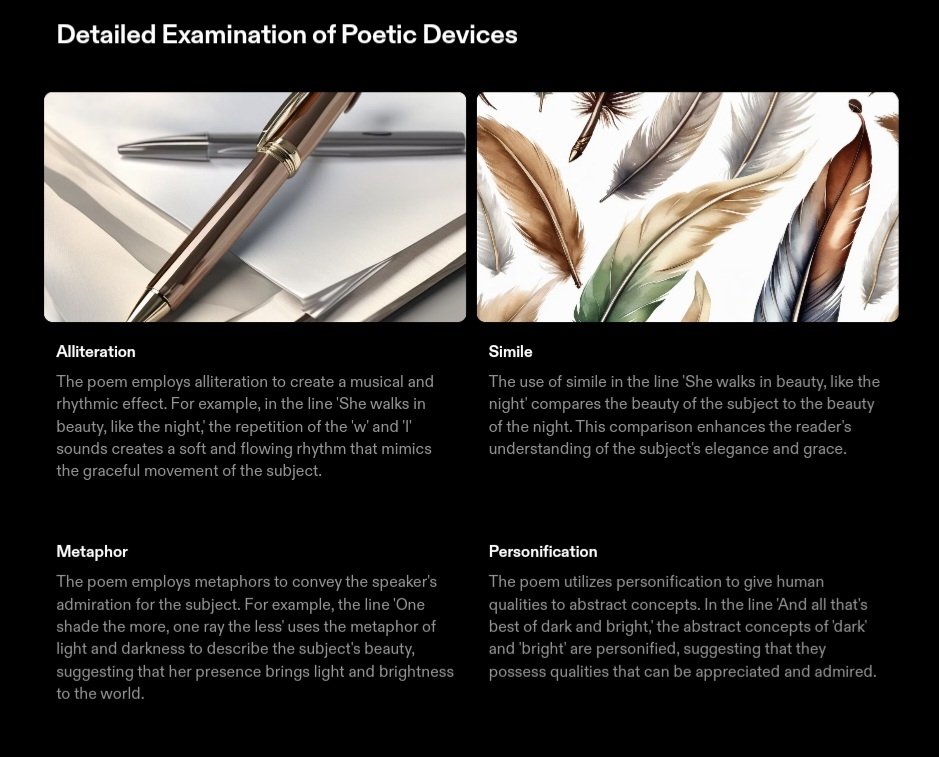 Detailed Examination of Poetic Devices
Alliteration
The poem employs alliteration to create a musical and
rhythmic effect. For example, in the line 'She walks in
beauty, like the night,' the repetition of the 'w' and 'l'
sounds creates a soft and flowing rhythm that mimics
the graceful movement of the subject.
Simile
The use of simile in the line 'She walks in beauty, like the
night' compares the beauty of the subject to the beauty
of the night. This comparison enhances the reader's
understanding of the subject's elegance and grace.
Metaphor
The poem employs metaphors to convey the speaker's
admiration for the subject. For example, the line 'One
shade the more, one ray the less' uses the metaphor of
light and darkness to describe the subject's beauty,
suggesting that her presence brings light and brightness
to the world.
Personification
The poem utilizes personification to give human
qualities to abstract concepts. In the line 'And all that's
best of dark and bright,' the abstract concepts of 'dark'
and 'bright' are personified, suggesting that they
possess qualities that can be appreciated and admired.